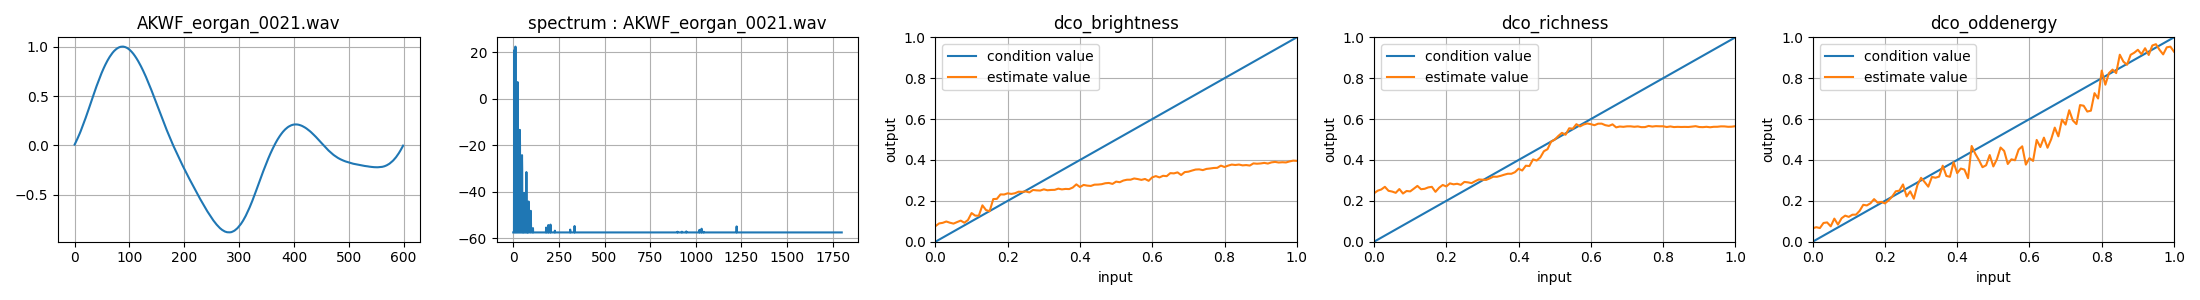 AKWF_eorgan_0021.wav
1.0
0.5
0.0
−0.5
0 100 200 300 400 500 600
spectrum : AKWF_eorgan_0021.wav
20
0
−20
−40
−60
0 250 500 750 1000 1250 1500 1750
dco_brightness
condition value
estimate value
output
1.0
0.8
0.6
0.4
0.2
0.0
0.0 0.2 0.4 0.6 0.8 1.0
input
dco_richness
condition value
estimate value
output
1.0
0.8
0.6
0.4
0.2
0.0
0.0 0.2 0.4 0.6 0.8 1.0
input
dco_oddenergy
condition value
estimate value
output
1.0
0.8
0.6
0.4
0.2
0.0
0.0 0.2 0.4 0.6 0.8 1.0
input